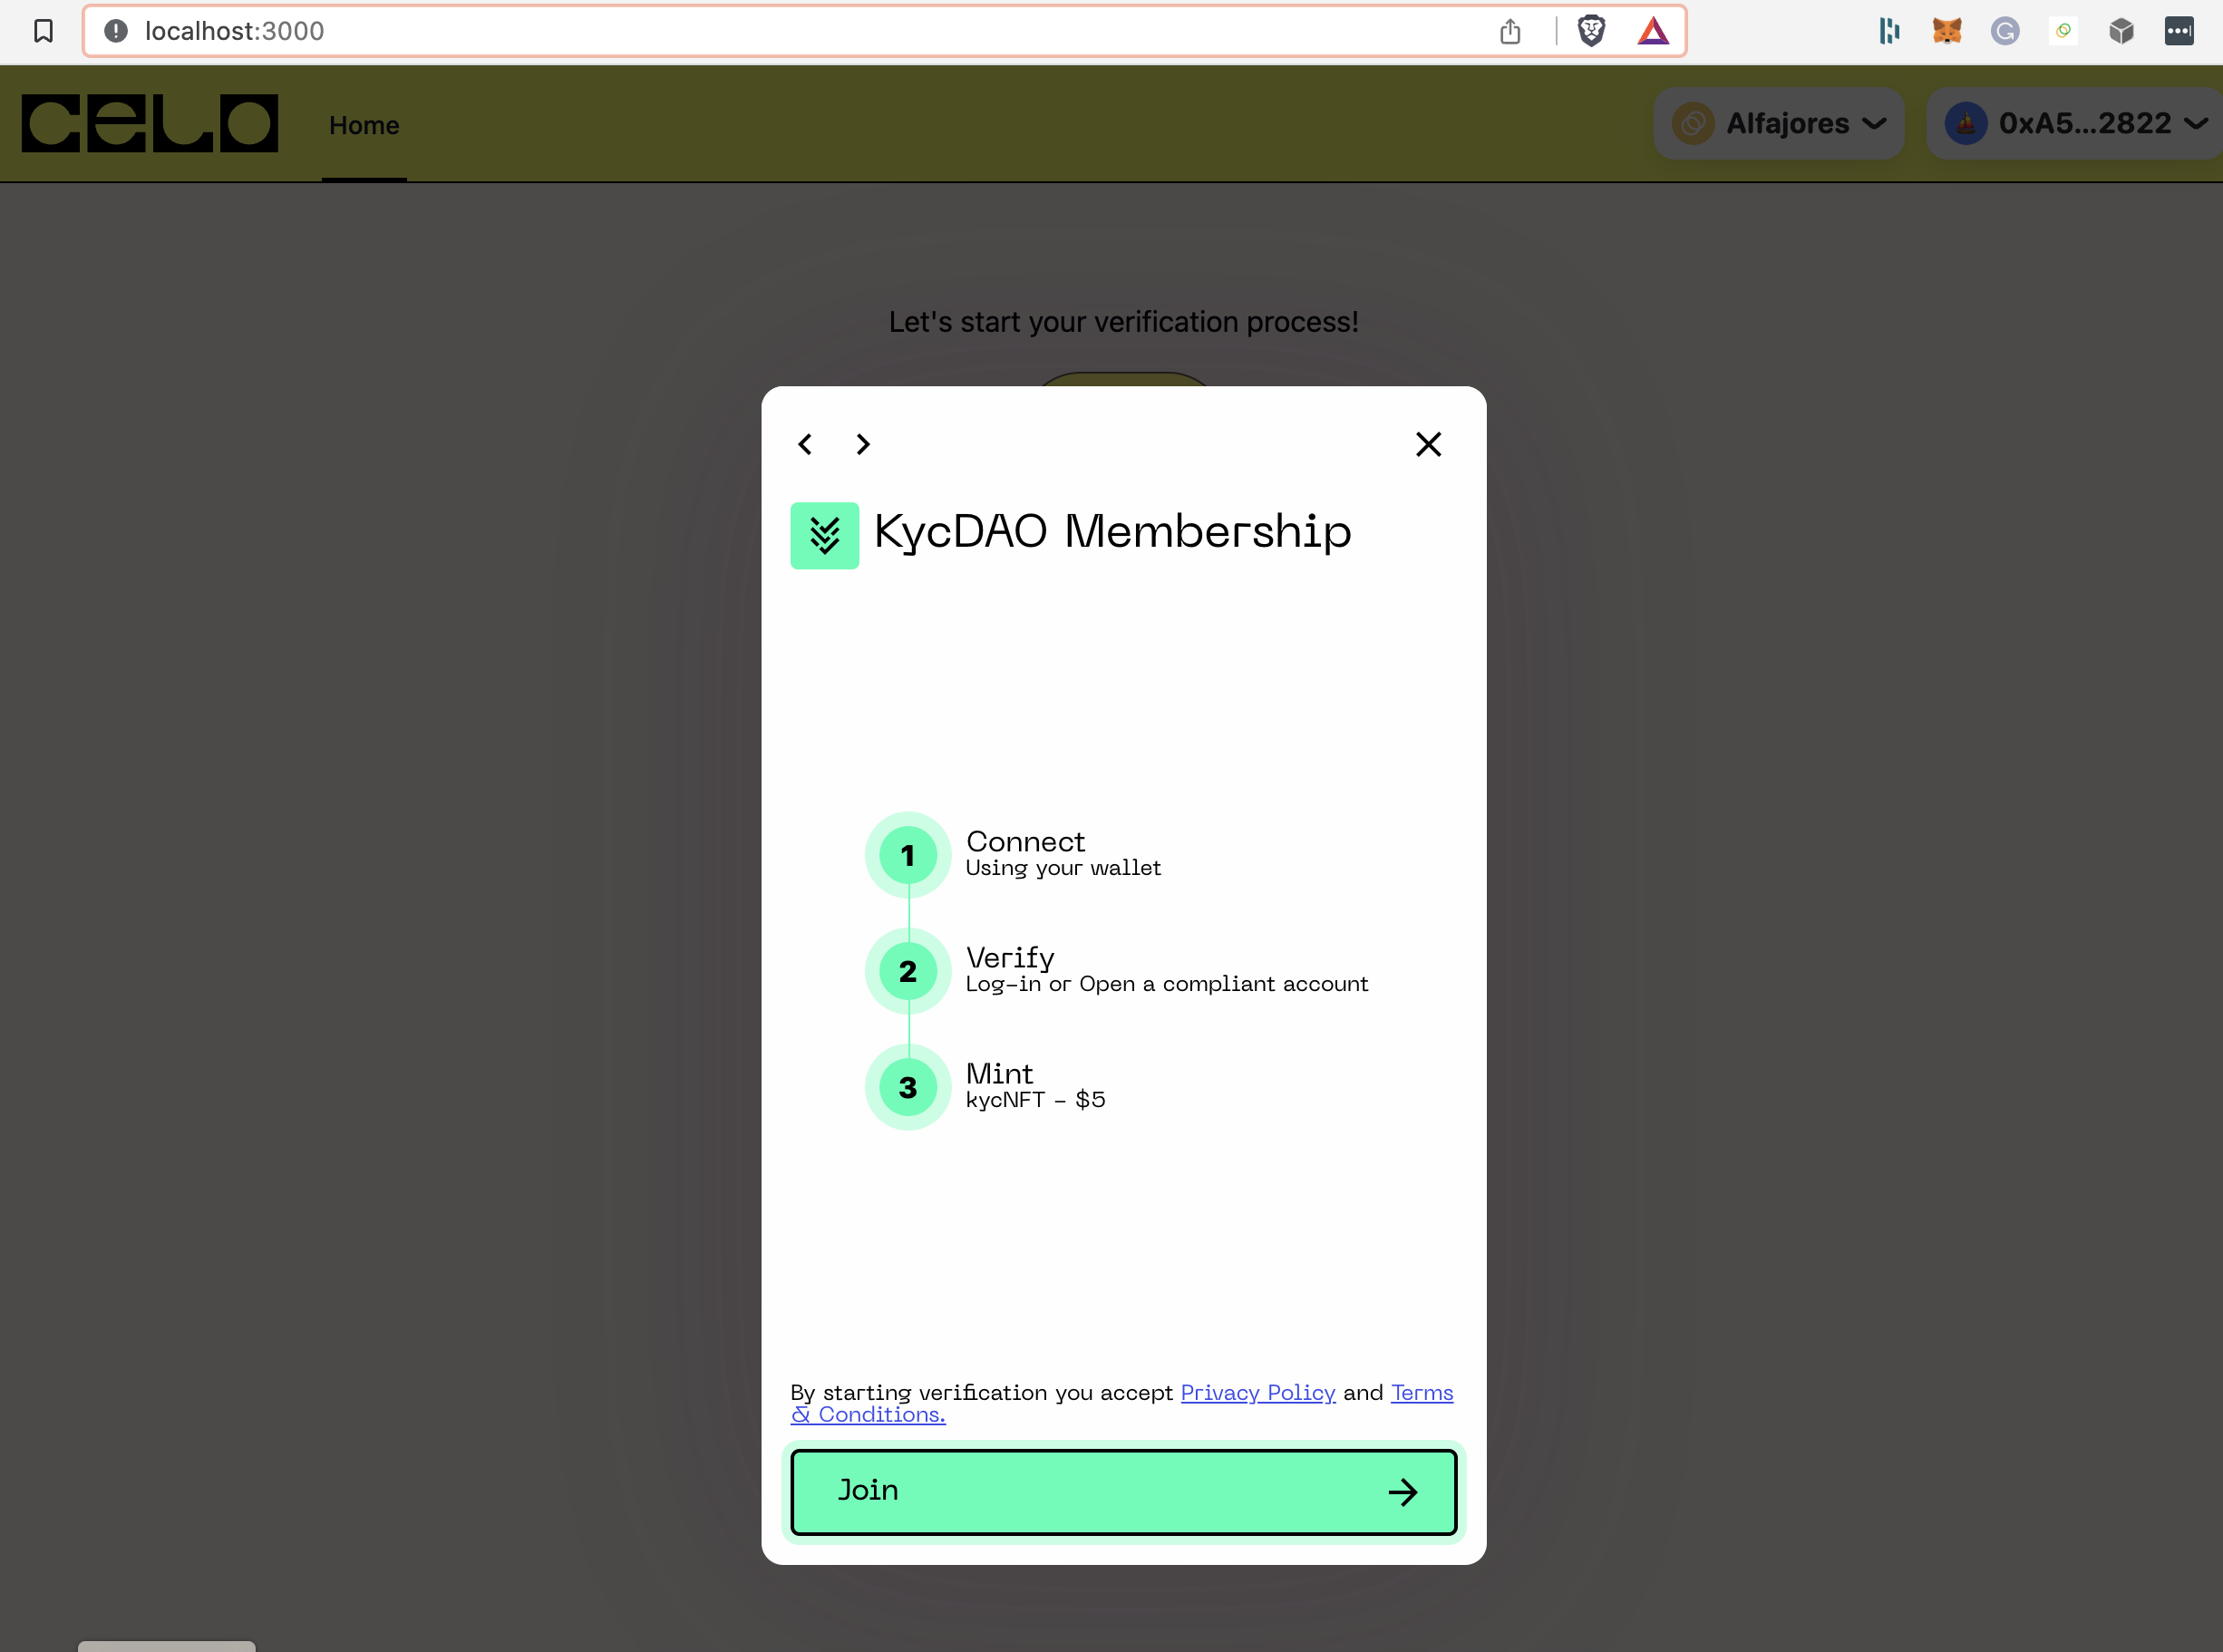 localhost:3000
CELO
Home
Alfajores
0xA5...2822
Let's start your verification process!
KycDAO Membership
1
Connect
Using your wallet
2
Verify
Log-in or Open a compliant account
3
Mint
kycNFT - $5
By starting verification you accept Privacy Policy and Terms
& Conditions.
Join